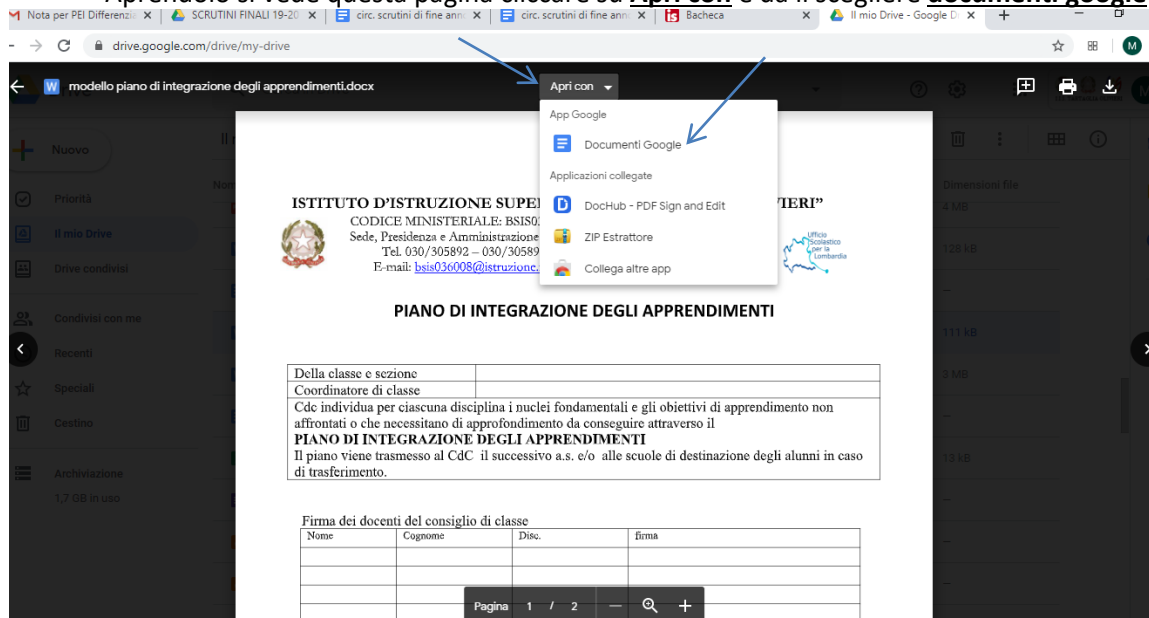 Aprendolo si vede questa pagina cliccare su Apri con e da lì scegliere documenti google
Nota per PEI Differenzia
SCRUTINI FINALI 19-20
circ. scrutini di fine anno
circ. scrutini di fine anno
Bacheca
Il mio Drive - Google D
drive.google.com/drive/my-drive
M
modello piano di integrazione degli apprendimenti.docx
Apri con
App Google
Documenti Google
Applicazioni collegate
DocHub - PDF Sign and Edit
ZIP Estrattore
Collega altre app
Nuovo
Priorità
Il mio Drive
Drive condivisi
Condivisi con me
Recenti
Speciali
Cestino
Archiviazione
1,7 GB in uso
Dimensioni file
4 MB
128 kB
–
111 kB
3 MB
–
13 kB
–
–
–
ISTITUTO D'ISTRUZIONE
CODICE MINISTERIALE:
Sede, Presidenza e Amministrazione
Tel. 030/305892 – 030/30589
E-mail: bsis036008@istruzione.
Ufficio
Scolastico
per la
Lombardia
PIANO DI INTEGRAZIONE DEGLI APPRENDIMENTI
Della classe e sezione
Coordinatore di classe
Cdc individua per ciascuna disciplina i nuclei fondamentali e gli obiettivi di apprendimento non
affrontati o che necessitano di approfondimento da conseguire attraverso il
PIANO DI INTEGRAZIONE DEGLI APPRENDIMENTI
Il piano viene trasmesso al CdC il successivo a.s. e/o alle scuole di destinazione degli alunni in caso
di trasferimento.
Firma dei docenti del consiglio di classe
Nome Cognome Disc. firma
Pagina 1 / 2